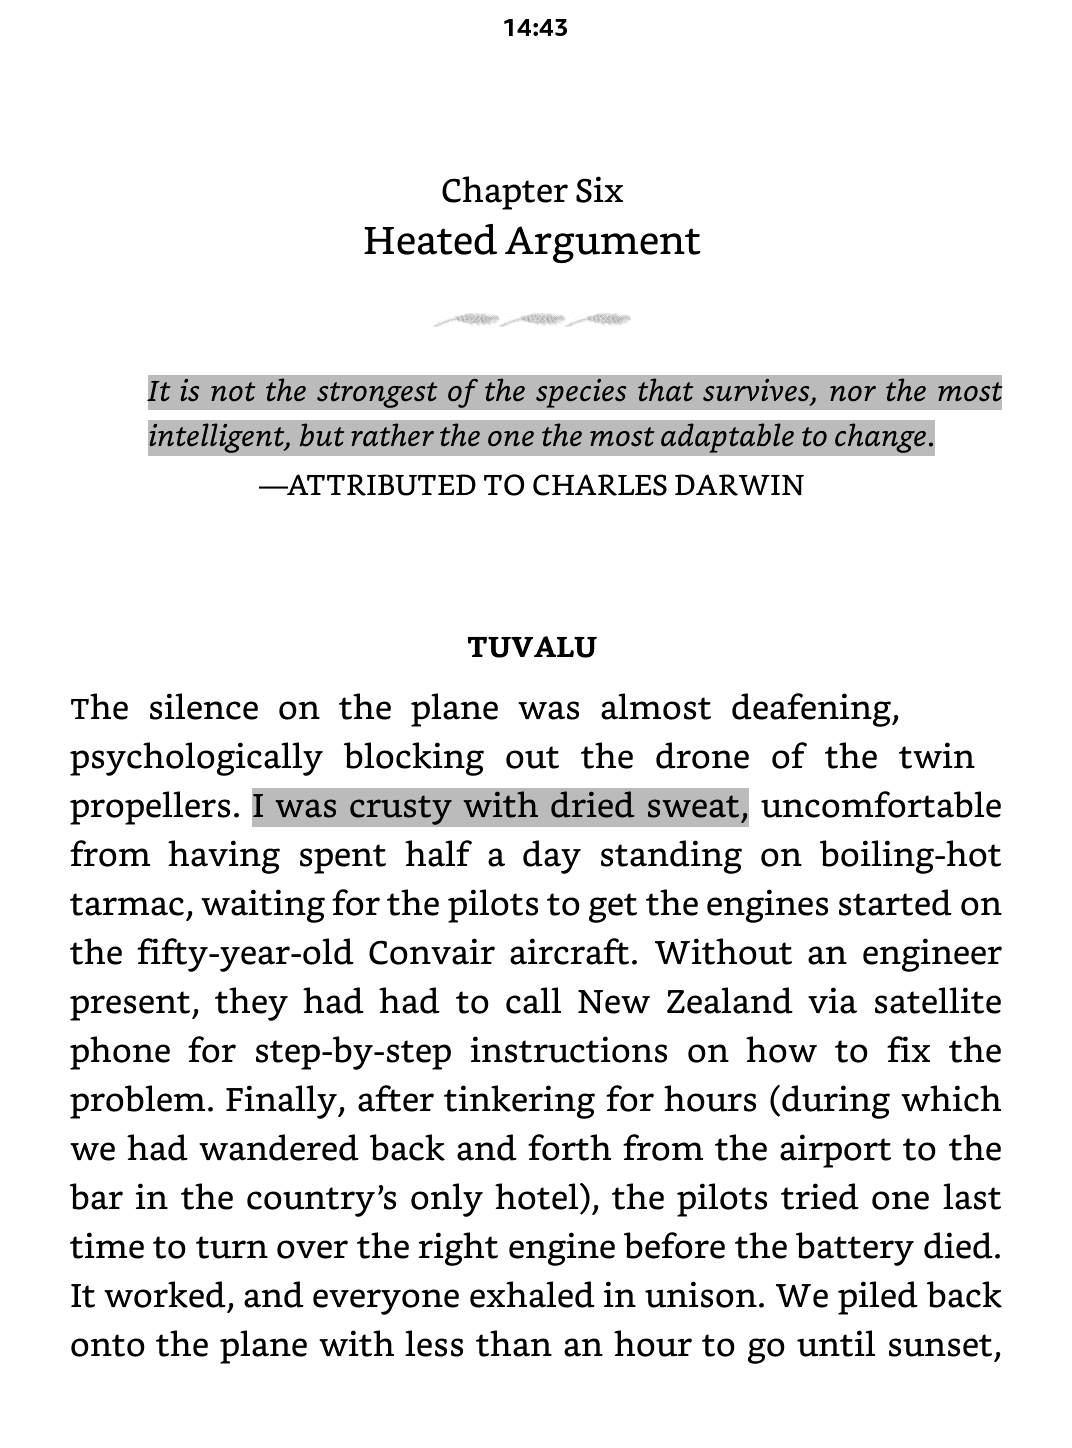 14:43
Chapter Six
Heated Argument
It is not the strongest of the species that survives, nor the most
intelligent, but rather the one the most adaptable to change.
—ATTRIBUTED TO CHARLES DARWIN
TUVALU
The silence on the plane was almost deafening,
psychologically blocking out the drone of the twin
propellers. I was crusty with dried sweat, uncomfortable
from having spent half a day standing on boiling-hot
tarmac, waiting for the pilots to get the engines started on
the fifty-year-old Convair aircraft. Without an engineer
present, they had had to call New Zealand via satellite
phone for step-by-step instructions on how to fix the
problem. Finally, after tinkering for hours (during which
we had wandered back and forth from the airport to the
bar in the country’s only hotel), the pilots tried one last
time to turn over the right engine before the battery died.
It worked, and everyone exhaled in unison. We piled back
onto the plane with less than an hour to go until sunset,